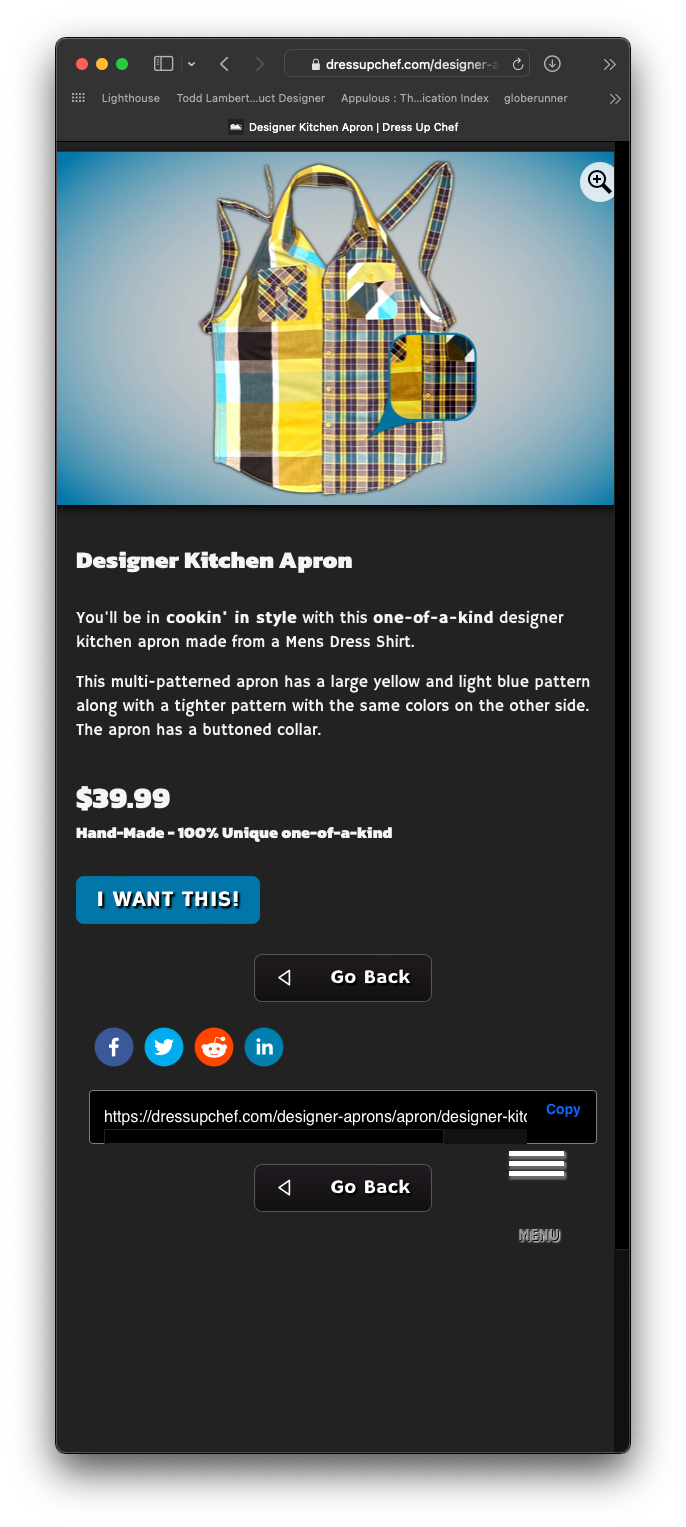 dressupchef.com/designer-a
Lighthouse
Todd Lambert...uct Designer
Appulous : Th...ication Index
globerunner
Designer Kitchen Apron | Dress Up Chef
Designer Kitchen Apron
You'll be in cookin' in style with this one-of-a-kind designer
kitchen apron made from a Mens Dress Shirt.
This multi-patterned apron has a large yellow and light blue pattern
along with a tighter pattern with the same colors on the other side.
The apron has a buttoned collar.
$39.99
Hand-Made - 100% Unique one-of-a-kind
I WANT THIS!
Go Back
f
in
https://dressupchef.com/designer-aprons/apron/designer-kitc
Copy
Go Back
MENU